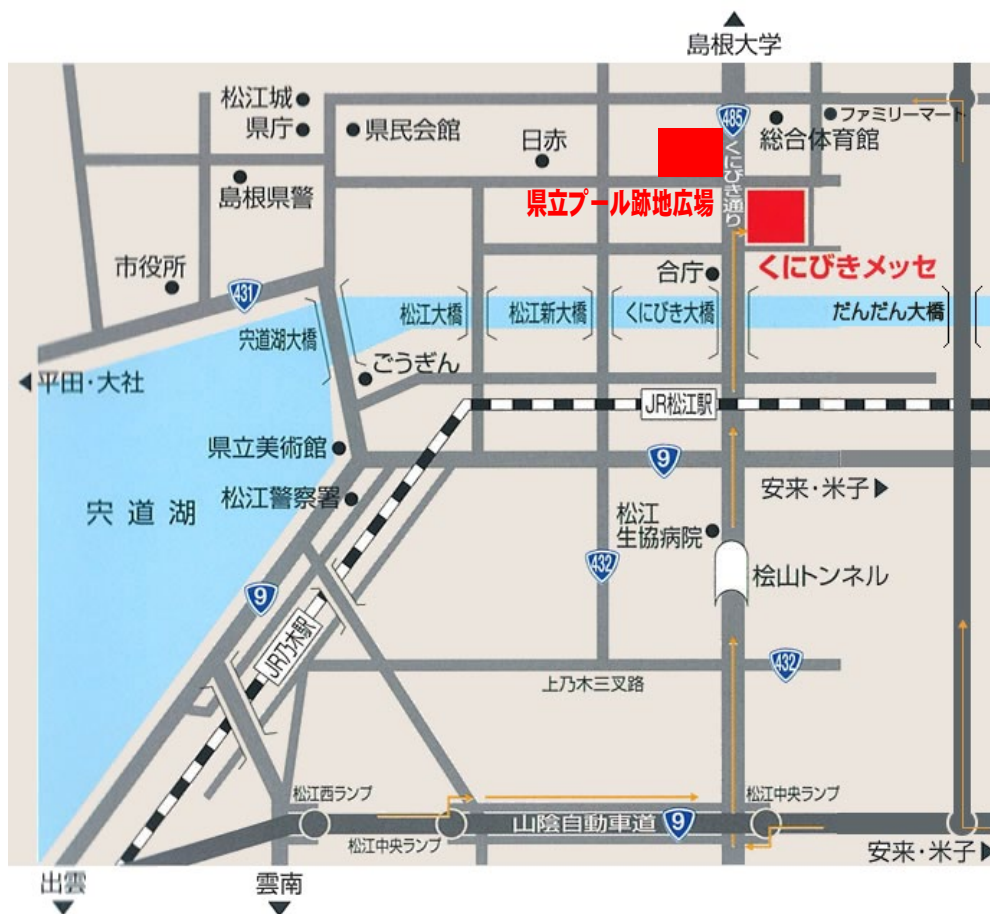 島根大学
松江城
県庁
県民会館
日赤
485
総合体育館
ファミリーマート
くにびき通り
島根県警
県立プール跡地広場
市役所
合庁
くにびきメッセ
431
宍道湖大橋
松江大橋
松江新大橋
くにびき大橋
だんだん大橋
ごうぎん
平田・大社
JR松江駅
県立美術館
9
安来・米子
松江警察署
宍道湖
松江
生協病院
432
桧山トンネル
9
JR乃木駅
432
上乃木三叉路
松江西ランプ
松江中央ランプ
山陰自動車道 9
松江中央ランプ
安来・米子
出雲
雲南